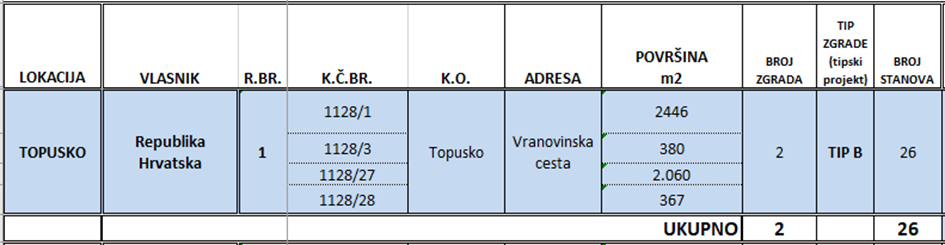 LOKACIJA VLASNIK R.BR. K.Č.BR. K.O. ADRESA POVRŠINA m2 BROJ ZGRADA TIP ZGRADE (tipski projekt) BROJ STANOVA
TOPUSKO Republika Hrvatska 1 1128/1 Topusko Vranovinska cesta 2446 2 TIP B 26
1128/3 380
1128/27 2.060
1128/28 367
UKUPNO 2 26